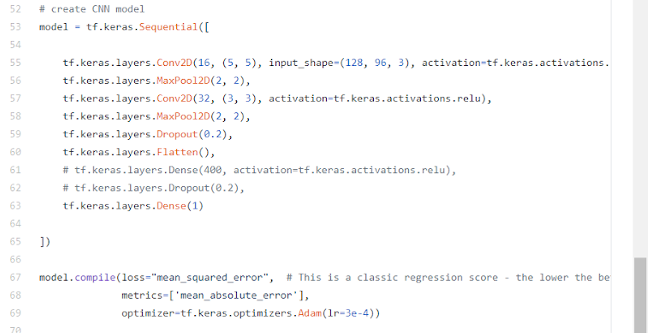 52 # create CNN model
53 model = tf.keras.Sequential([
54
55 tf.keras.layers.Conv2D(16, (5, 5), input_shape=(128, 96, 3), activation=tf.keras.activations.
56 tf.keras.layers.MaxPool2D(2, 2),
57 tf.keras.layers.Conv2D(32, (3, 3), activation=tf.keras.activations.relu),
58 tf.keras.layers.MaxPool2D(2, 2),
59 tf.keras.layers.Dropout(0.2),
60 tf.keras.layers.Flatten(),
61 # tf.keras.layers.Dense(400, activation=tf.keras.activations.relu),
62 # tf.keras.layers.Dropout(0.2),
63 tf.keras.layers.Dense(1)
64
65 ])
66
67 model.compile(loss="mean_squared_error", # This is a classic regression score - the lower the be
68 metrics=['mean_absolute_error'],
69 optimizer=tf.keras.optimizers.Adam(lr=3e-4))
70